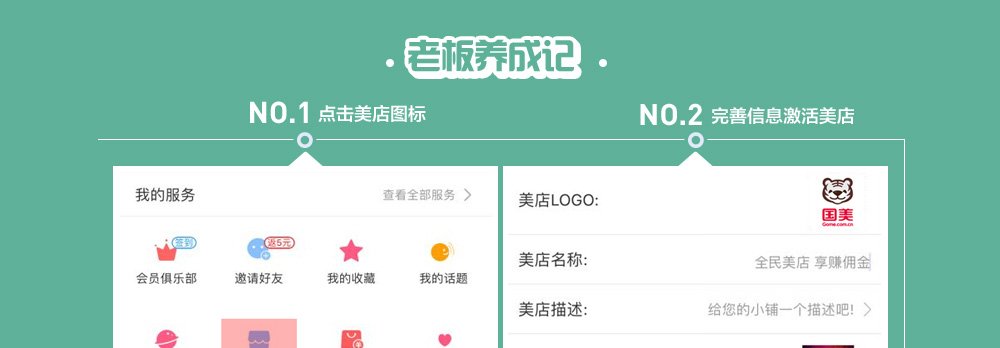 老板养成记
NO.1 点击美店图标
NO.2 完善信息激活美店
我的服务
查看全部服务
签到
返5元
会员俱乐部
邀请好友
我的收藏
我的话题
美店LOGO:
国美
Gome.com.cn
美店名称:
全民美店 享赚佣金
美店描述:
给您的小铺一个描述吧!